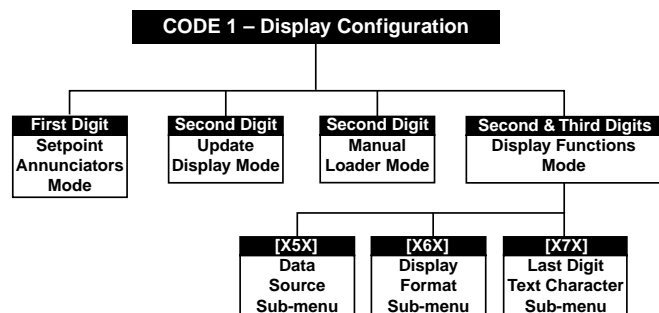 CODE 1 – Display Configuration
First Digit
Setpoint
Annunciators
Mode
Second Digit
Update
Display Mode
Second Digit
Manual
Loader Mode
Second & Third Digits
Display Functions
Mode
[X5X]
Data
Source
Sub-menu
[X6X]
Display
Format
Sub-menu
[X7X]
Last Digit
Text Character
Sub-menu